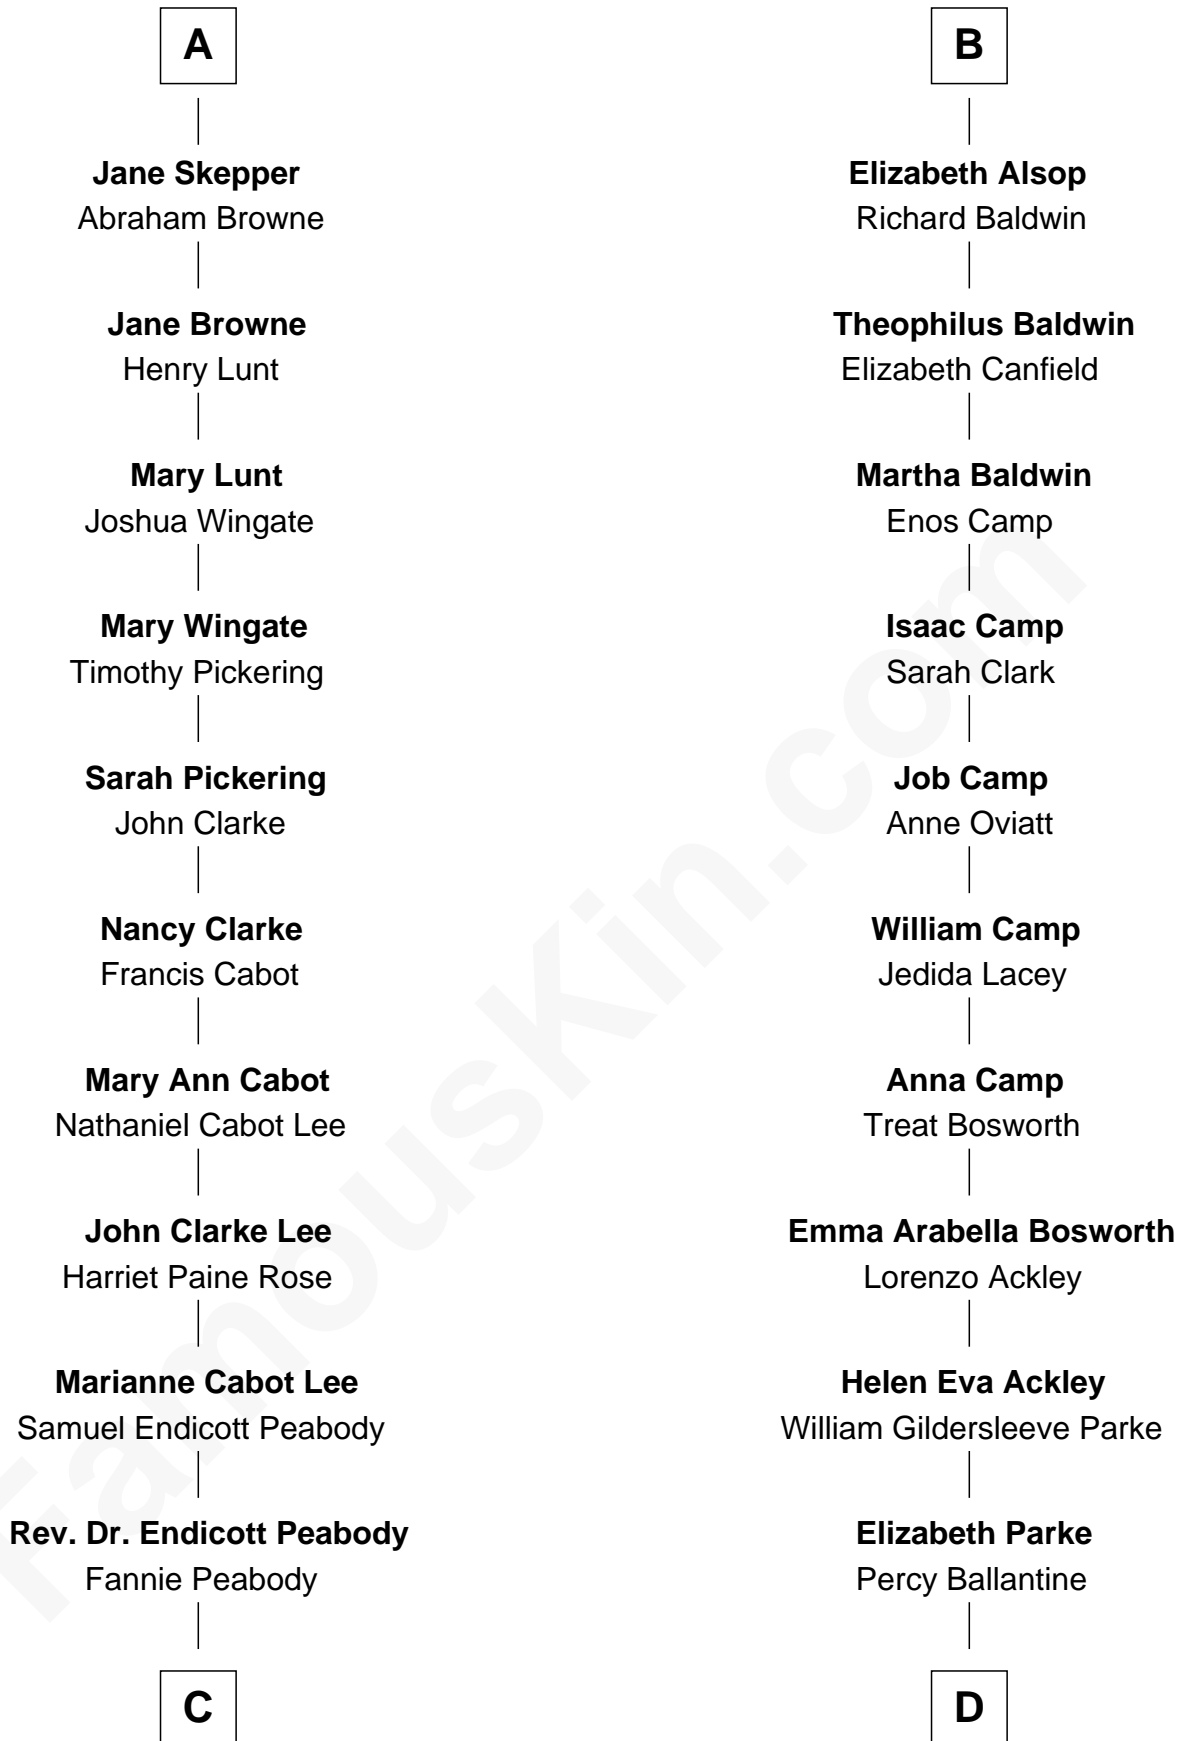 A
Jane Skepper
Abraham Browne
Jane Browne
Henry Lunt
Mary Lunt
Joshua Wingate
Mary Wingate
Timothy Pickering
Sarah Pickering
John Clarke
Nancy Clarke
Francis Cabot
Mary Ann Cabot
Nathaniel Cabot Lee
John Clarke Lee
Harriet Paine Rose
Marianne Cabot Lee
Samuel Endicott Peabody
Rev. Dr. Endicott Peabody
Fannie Peabody
C
B
Elizabeth Alsop
Richard Baldwin
Theophilus Baldwin
Elizabeth Canfield
Martha Baldwin
Enos Camp
Isaac Camp
Sarah Clark
Job Camp
Anne Oviatt
William Camp
Jedida Lacey
Anna Camp
Treat Bosworth
Emma Arabella Bosworth
Lorenzo Ackley
Helen Eva Ackley
William Gildersleeve Parke
Elizabeth Parke
Percy Ballantine
D
FamousKin.com